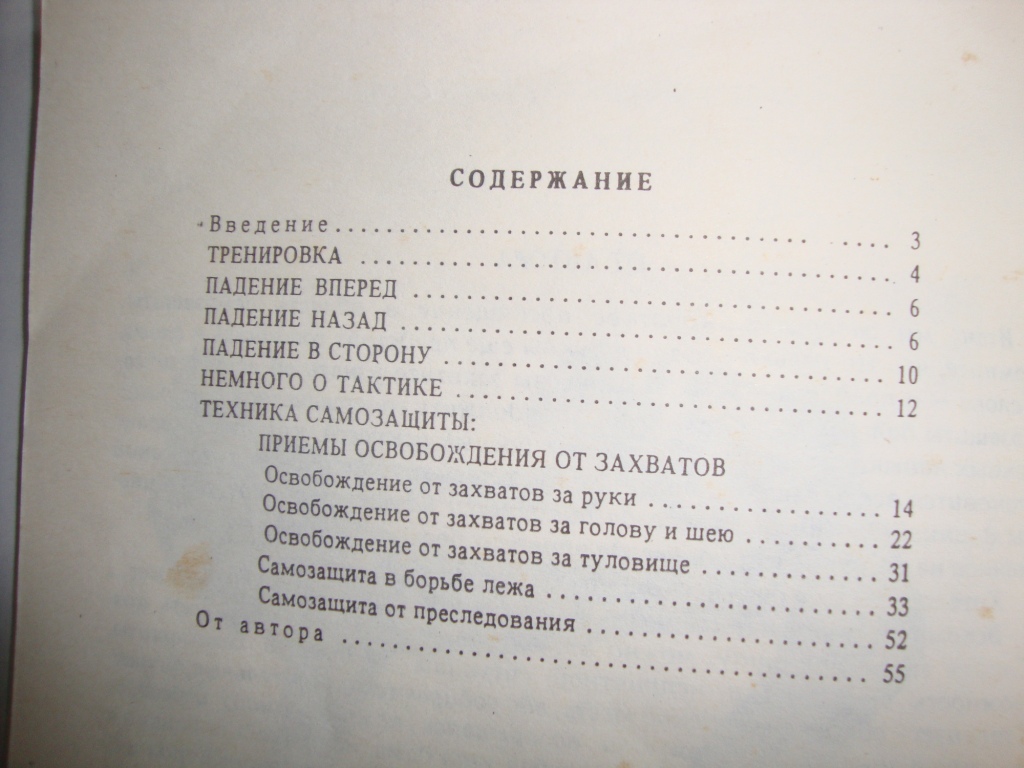 СОДЕРЖАНИЕ
Введение ..................................................... 3
ТРЕНИРОВКА ..................................................... 4
ПАДЕНИЕ ВПЕРЕД ................................................ 6
ПАДЕНИЕ НАЗАД ................................................. 6
ПАДЕНИЕ В СТОРОНУ ............................................. 10
НЕМНОГО О ТАКТИКЕ ............................................. 12
ТЕХНИКА САМОЗАЩИТЫ:
ПРИЕМЫ ОСВОБОЖДЕНИЯ ОТ ЗАХВАТОВ
Освобождение от захватов за руки ..................... 14
Освобождение от захватов за голову и шею ............ 22
Освобождение от захватов за туловище ................ 31
Самозащита в борьбе лежа ............................. 33
Самозащита от преследования .......................... 52
От автора ..................................................... 55